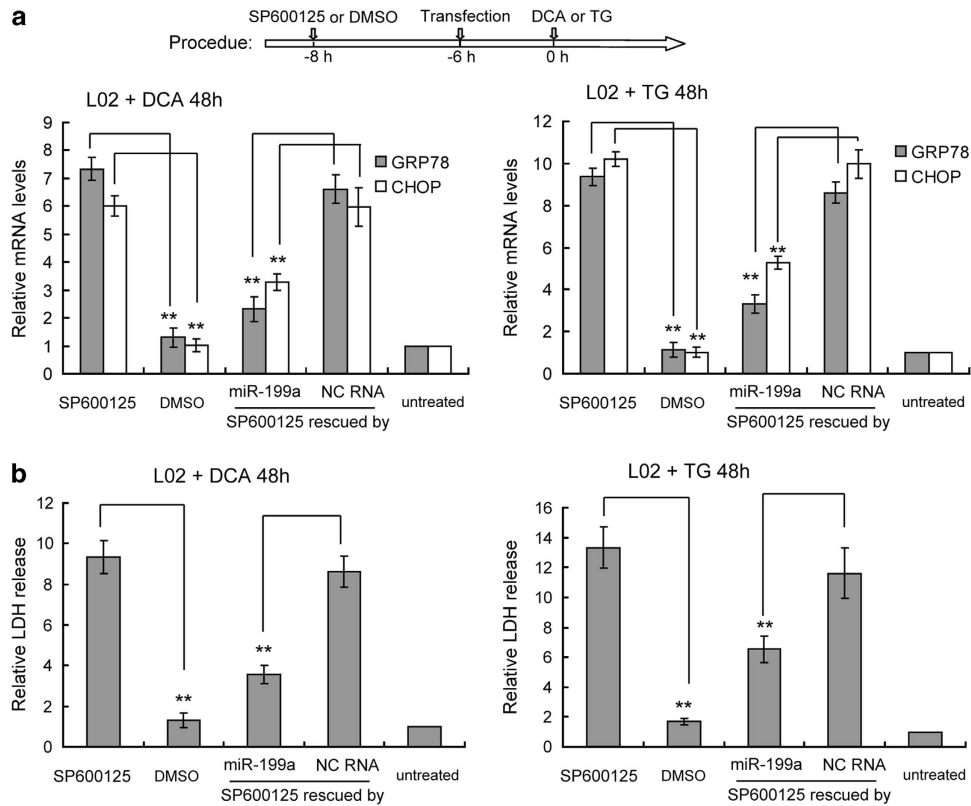 a
SP600125 or DMSO
Transfection
DCA or TG
Procedue:
-8 h
-6 h
0 h
L02 + DCA 48h
Relative mRNA levels
9
8
7
6
5
4
3
2
1
0
GRP78
CHOP
** ** ** **
SP600125
DMSO
miR-199a
NC RNA
untreated
SP600125 rescued by
L02 + TG 48h
Relative mRNA levels
12
10
8
6
4
2
0
GRP78
CHOP
** ** ** **
SP600125
DMSO
miR-199a
NC RNA
untreated
SP600125 rescued by
b
L02 + DCA 48h
Relative LDH release
12
10
8
6
4
2
0
** **
SP600125
DMSO
miR-199a
NC RNA
untreated
SP600125 rescued by
L02 + TG 48h
Relative LDH release
16
14
12
10
8
6
4
2
0
** **
SP600125
DMSO
miR-199a
NC RNA
untreated
SP600125 rescued by